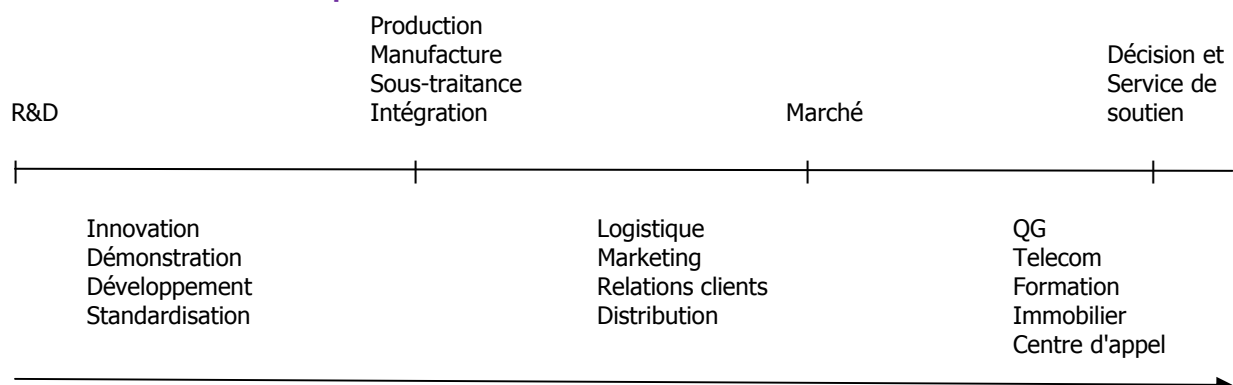 R&D
Production
Manufacture
Sous-traitance
Intégration
Marché
Décision et
Service de
soutien
Innovation
Démonstration
Développement
Standardisation
Logistique
Marketing
Relations clients
Distribution
QG
Telecom
Formation
Immobilier
Centre d'appel